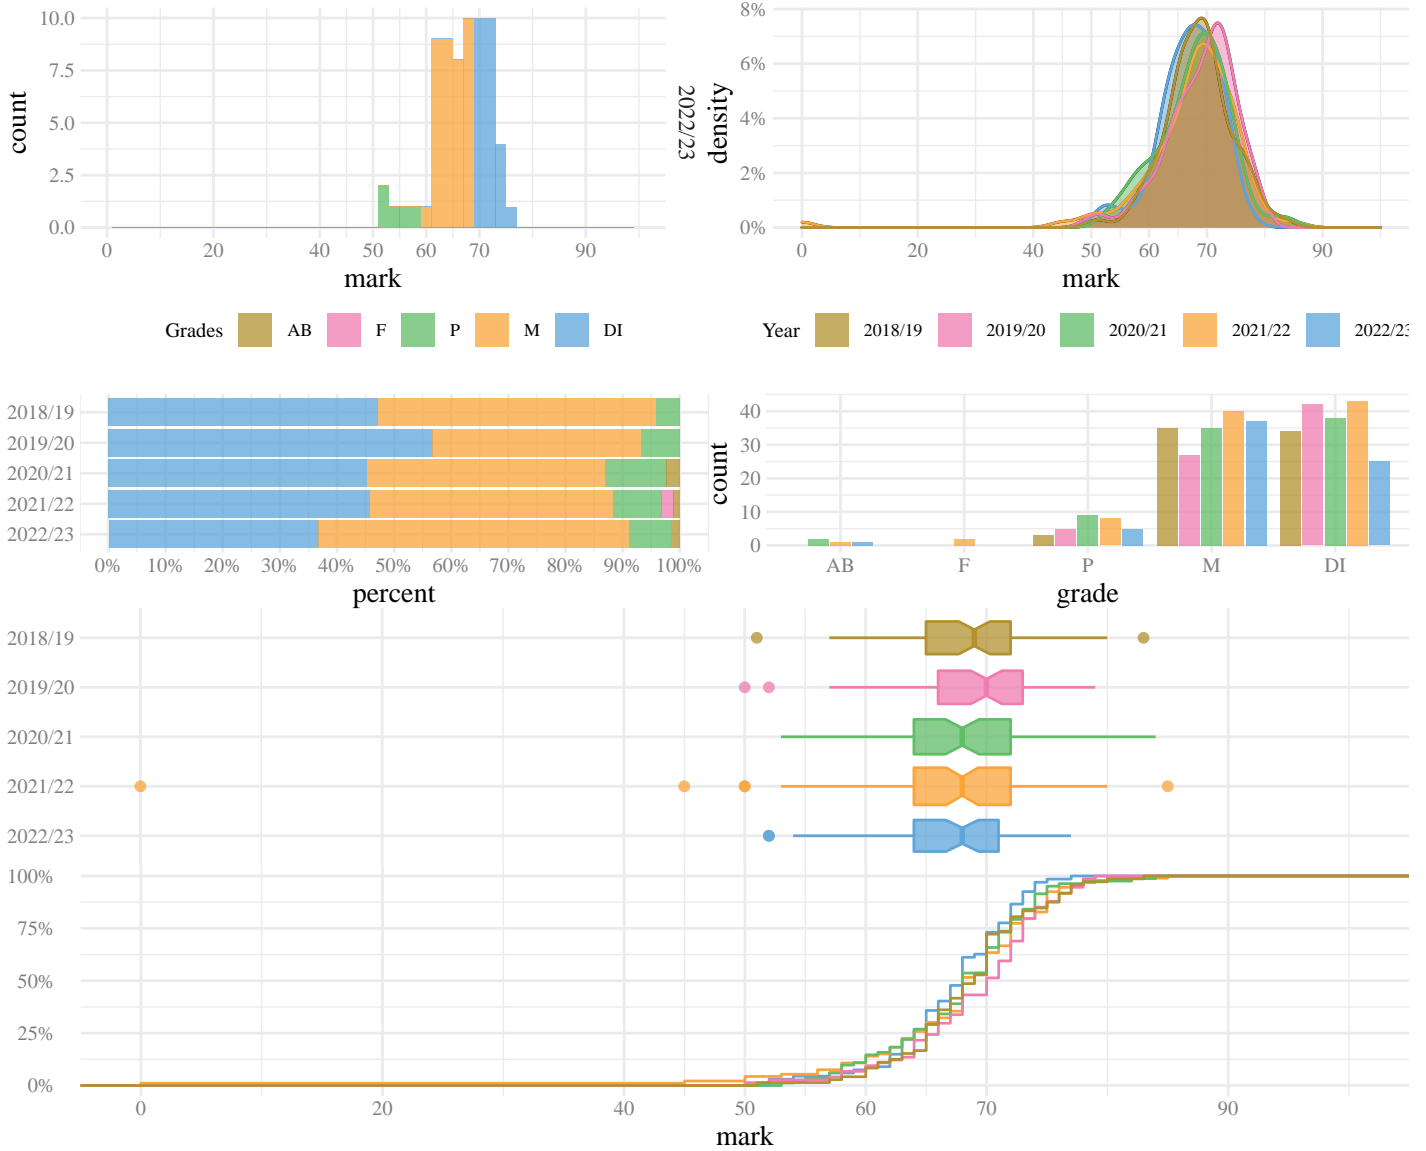 10.0
7.5
5.0
2.5
0.0
count
0 20 40 50 60 70 90
mark
2022/23
8%
6%
4%
2%
0%
density
0 20 40 50 60 70 90
mark
Grades AB F P M DI
Year 2018/19 2019/20 2020/21 2021/22 2022/23
2018/19
2019/20
2020/21
2021/22
2022/23
0% 10% 20% 30% 40% 50% 60% 70% 80% 90% 100%
percent
40
30
20
10
0
count
AB F P M DI
grade
2018/19
2019/20
2020/21
2021/22
2022/23
100%
75%
50%
25%
0%
0 20 40 50 60 70 90
mark